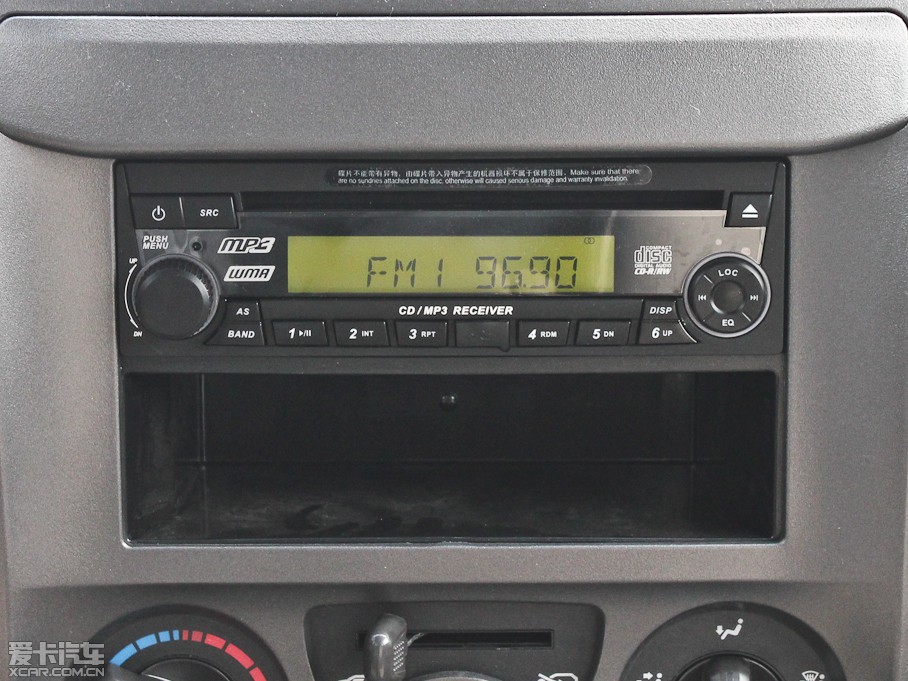 碟片不能带有异物，由碟片带入异物产生的机器损坏不属于保修范围。Make sure that there
are no sundries attached on the disc, otherwise will caused serious damage and warranty invalidation.
SRC
PUSH
MENU
MP3
WMA
FM1 96.90
COMPACT
disc
DIGITAL AUDIO
CD-R/RW
LOC
EQ
UP
DN
AS
BAND
CD/MP3 RECEIVER
1 2 INT 3 RPT 4 RDM 5 DN 6 UP
DISP
爱卡汽车
XCAR.COM.CN